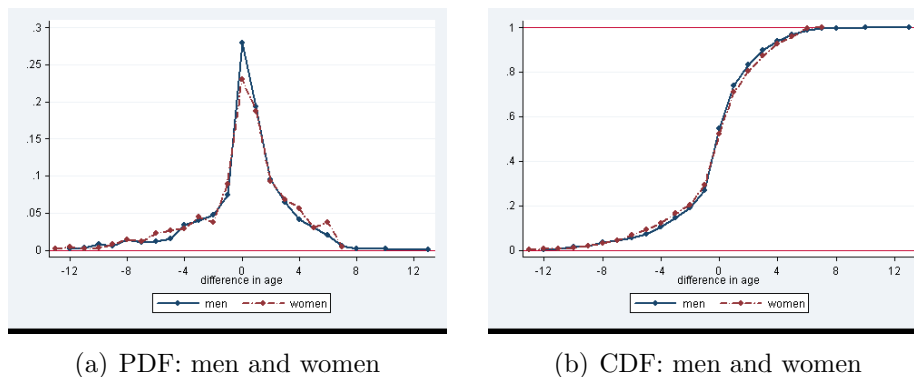 .3
.25
.2
.15
.1
.05
0
-12 -8 -4 0 4 8 12
difference in age
men women
(a) PDF: men and women
1
.8
.6
.4
.2
0
-12 -8 -4 0 4 8 12
difference in age
men women
(b) CDF: men and women